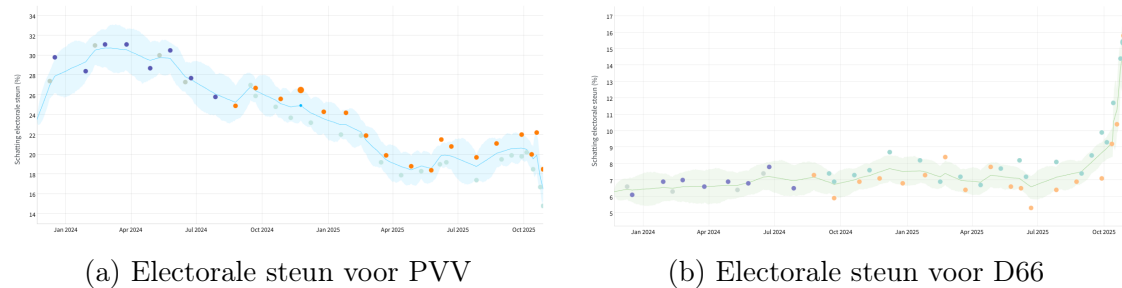 Schatting electorale steun (%)
34
32
30
28
26
24
22
20
18
16
14
Jan 2024
Apr 2024
Jul 2024
Oct 2024
Jan 2025
Apr 2025
Jul 2025
Oct 2025
(a) Electorale steun voor PVV
Schatting electorale steun (%)
17
16
15
14
13
12
11
10
9
8
7
6
5
Jan 2024
Apr 2024
Jul 2024
Oct 2024
Jan 2025
Apr 2025
Jul 2025
Oct 2025
(b) Electorale steun voor D66